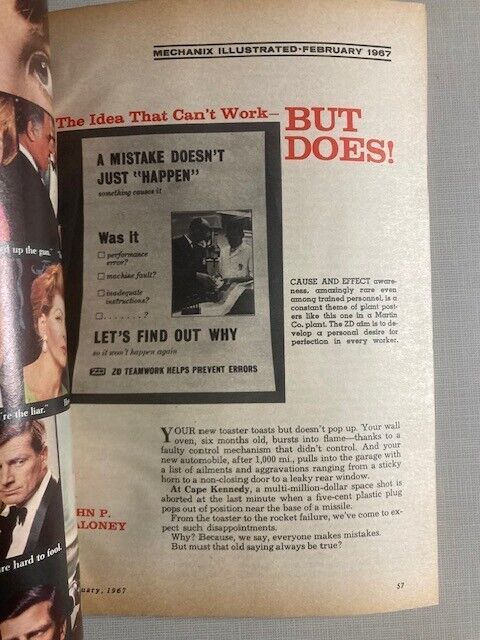 MECHANIX ILLUSTRATED·FEBRUARY 1967
The Idea That Can't Work—
BUT
DOES!
A MISTAKE DOESN'T
JUST "HAPPEN"
something causes it
Was it
performance
error?
machine fault?
inadequate
instructions?
........?
LET'S FIND OUT WHY
so it won't happen again
ZD ZD TEAMWORK HELPS PREVENT ERRORS
CAUSE AND EFFECT aware-
ness, amazingly rare even
among trained personnel, is a
constant theme of plant post-
ers like this one in a Martin
Co. plant. The ZD aim is to de-
velop a personal desire for
perfection in every worker.
YOUR new toaster toasts but doesn't pop up. Your wall
oven, six months old, bursts into flame—thanks to a
faulty control mechanism that didn't control. And your
new automobile, after 1,000 mi., pulls into the garage with
a list of ailments and aggravations ranging from a sticky
horn to a non-closing door to a leaky rear window.
At Cape Kennedy, a multi-million-dollar space shot is
aborted at the last minute when a five-cent plastic plug
pops out of position near the base of a missile.
From the toaster to the rocket failure, we've come to ex-
pect such disappointments.
Why? Because, we say, everyone makes mistakes.
But must that old saying always be true?
HN P.
ALONEY
uary, 1967
57
ed up the gun."
're the liar."
The
re hard to fool.